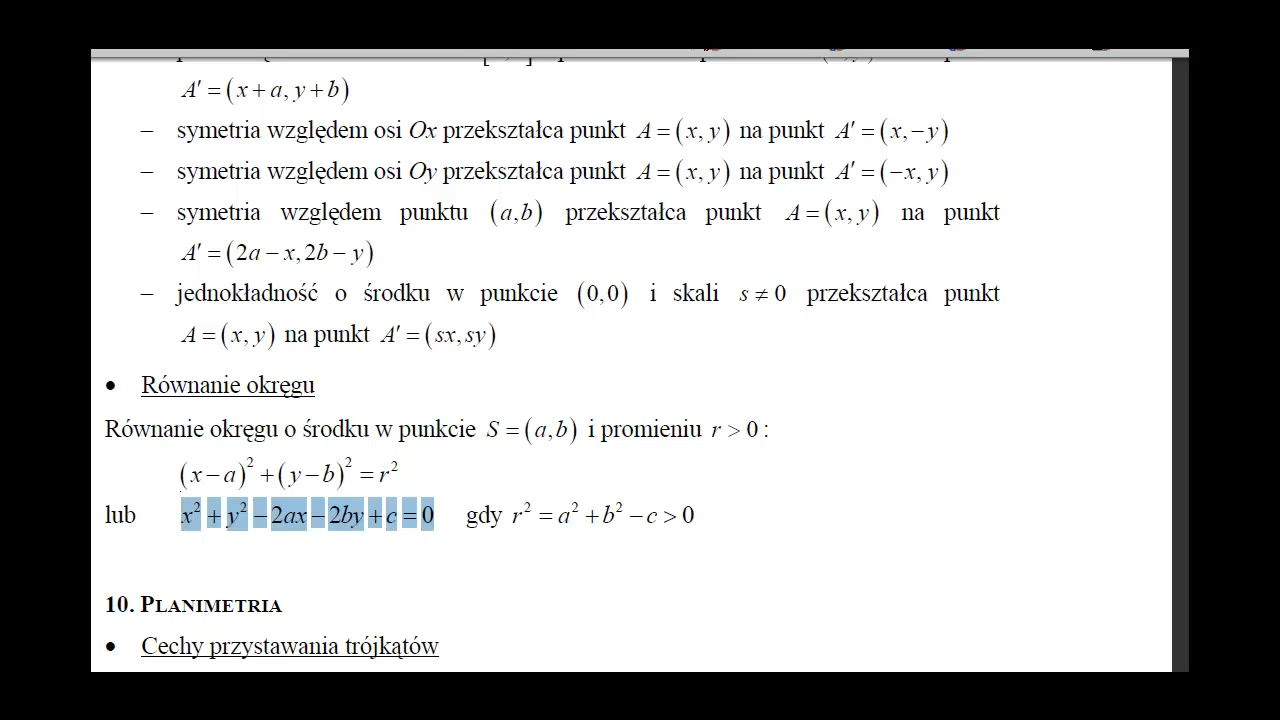 A′ = (x + a, y + b)
– symetria względem osi Ox przekształca punkt A = (x, y) na punkt A′ = (x, −y)
– symetria względem osi Oy przekształca punkt A = (x, y) na punkt A′ = (−x, y)
– symetria względem punktu (a, b) przekształca punkt A = (x, y) na punkt
A′ = (2a − x, 2b − y)
– jednokładność o środku w punkcie (0,0) i skali s ≠ 0 przekształca punkt
A = (x, y) na punkt A′ = (sx, sy)
• Równanie okręgu
Równanie okręgu o środku w punkcie S = (a, b) i promieniu r > 0 :
(x − a)² + (y − b)² = r²
lub x² + y² − 2ax − 2by + c = 0 gdy r² = a² + b² − c > 0
10. PLANIMETRIA
• Cechy przystawania trójkątów